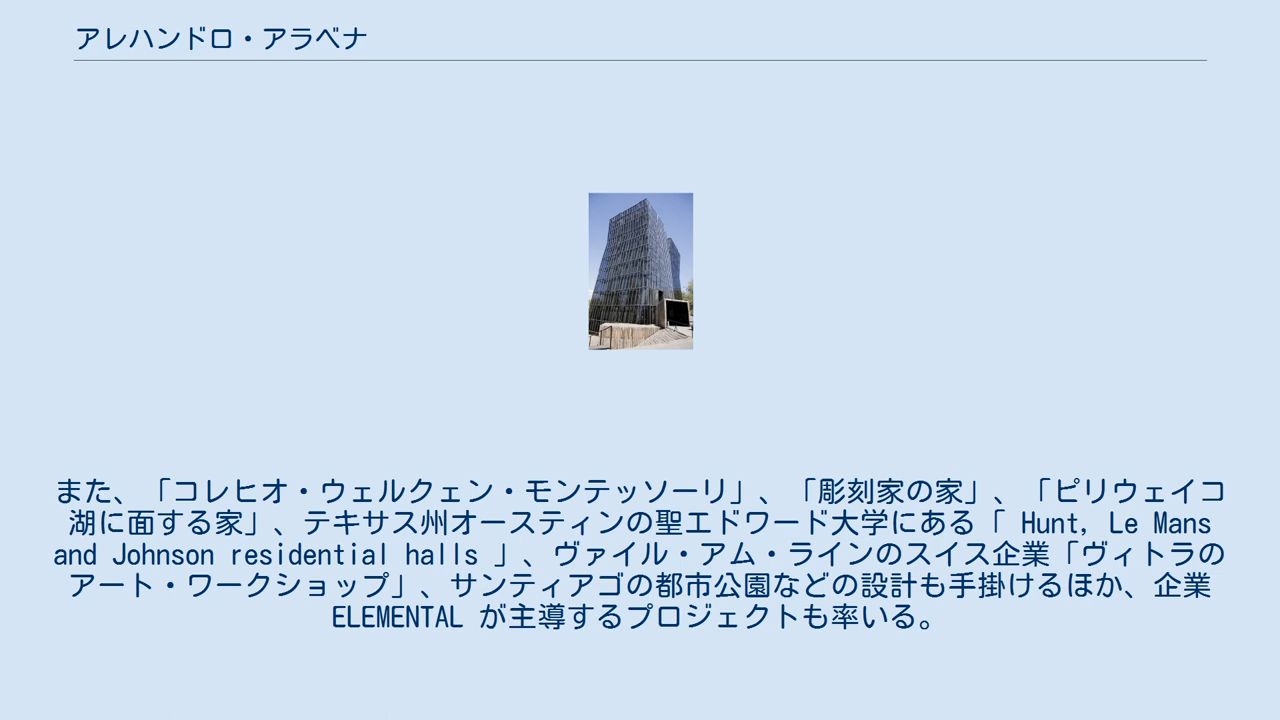 アレハンドロ・アラベナ
また、「コレヒオ・ウェルクェン・モンテッソーリ」、「彫刻家の家」、「ピリウェイコ
湖に面する家」、テキサス州オースティンの聖エドワード大学にある「 Hunt, Le Mans
and Johnson residential halls 」、ヴァイル・アム・ラインのスイス企業「ヴィトラの
アート・ワークショップ」、サンティアゴの都市公園などの設計も手掛けるほか、企業
ELEMENTAL が主導するプロジェクトも率いる。